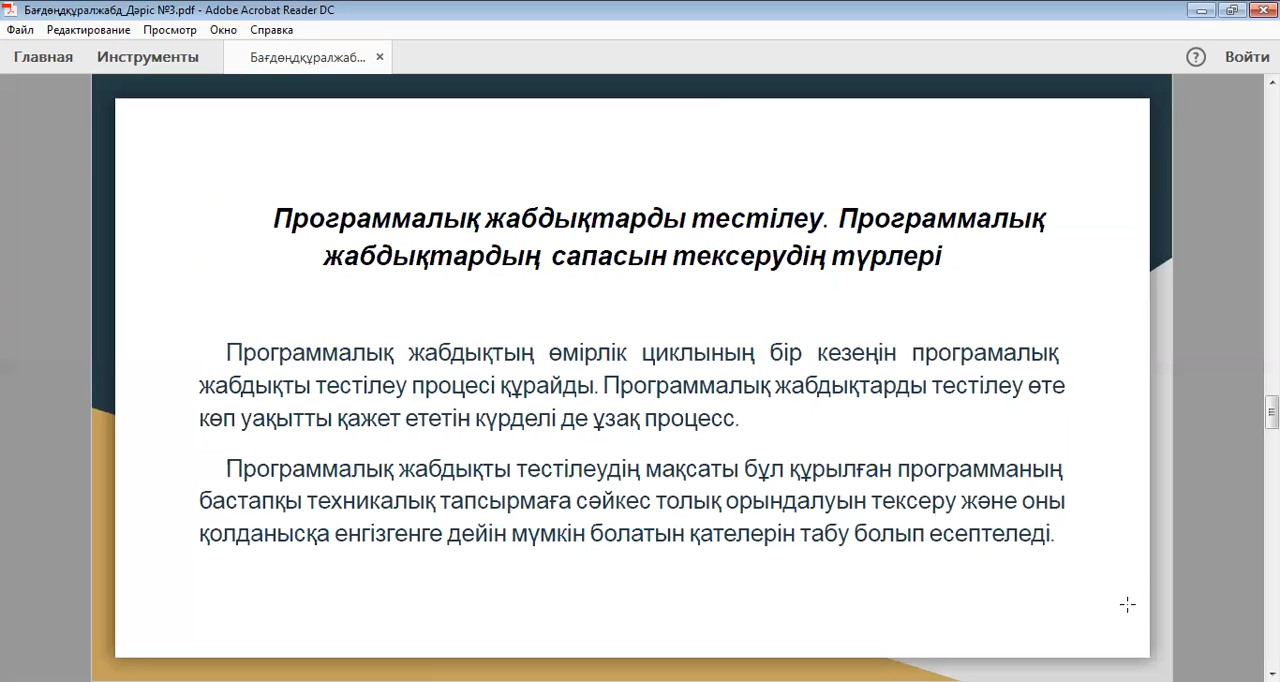 Бағдөңдқұралжабд_Дәріс №3.pdf - Adobe Acrobat Reader DC
Файл Редактирование Просмотр Окно Справка
Главная Инструменты Бағдөңдқұралжаб... × ? Войти
Программалық жабдықтарды тестілеу. Программалық
жабдықтардың сапасын тексерудің түрлері
Программалық жабдықтың өмірлік циклының бір кезеңін програмалық
жабдықты тестілеу процесі құрайды. Программалық жабдықтарды тестілеу өте
көп уақытты қажет ететін күрделі де ұзақ процесс.
Программалық жабдықты тестілеудің мақсаты бұл құрылған программаның
бастапқы техникалық тапсырмаға сәйкес толық орындалуын тексеру және оны
қолданысқа енгізгенге дейін мүмкін болатын қателерін табу болып есептеледі.